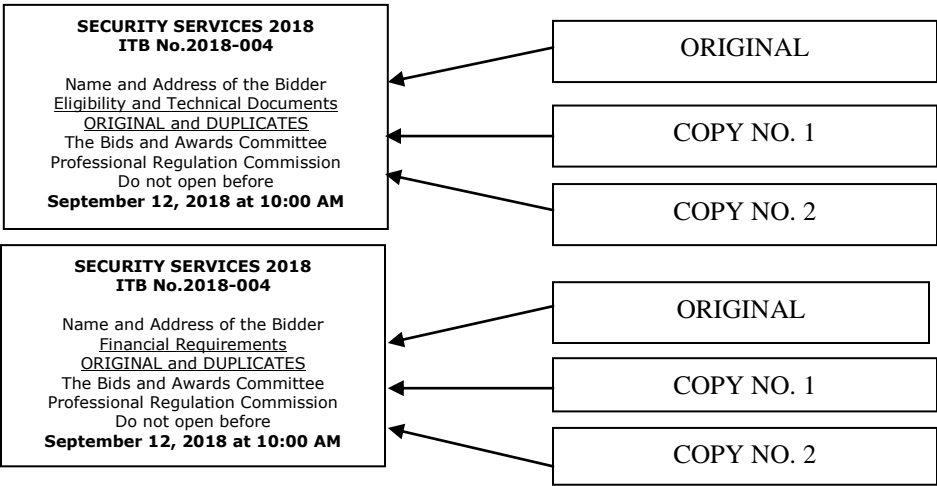 SECURITY SERVICES 2018
ITB No.2018-004
Name and Address of the Bidder
Eligibility and Technical Documents
ORIGINAL and DUPLICATES
The Bids and Awards Committee
Professional Regulation Commission
Do not open before
September 12, 2018 at 10:00 AM
ORIGINAL
COPY NO. 1
COPY NO. 2
SECURITY SERVICES 2018
ITB No.2018-004
Name and Address of the Bidder
Financial Requirements
ORIGINAL and DUPLICATES
The Bids and Awards Committee
Professional Regulation Commission
Do not open before
September 12, 2018 at 10:00 AM
ORIGINAL
COPY NO. 1
COPY NO. 2